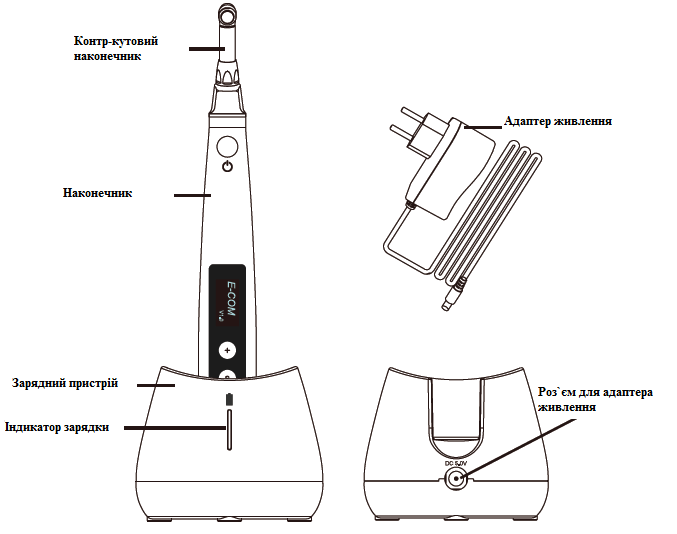 Контр-кутовий
наконечник
Адаптер живлення
Наконечник
E-COM
Зарядний пристрій
Роз`єм для адаптера
живлення
Індикатор зарядки
DC 5.0V